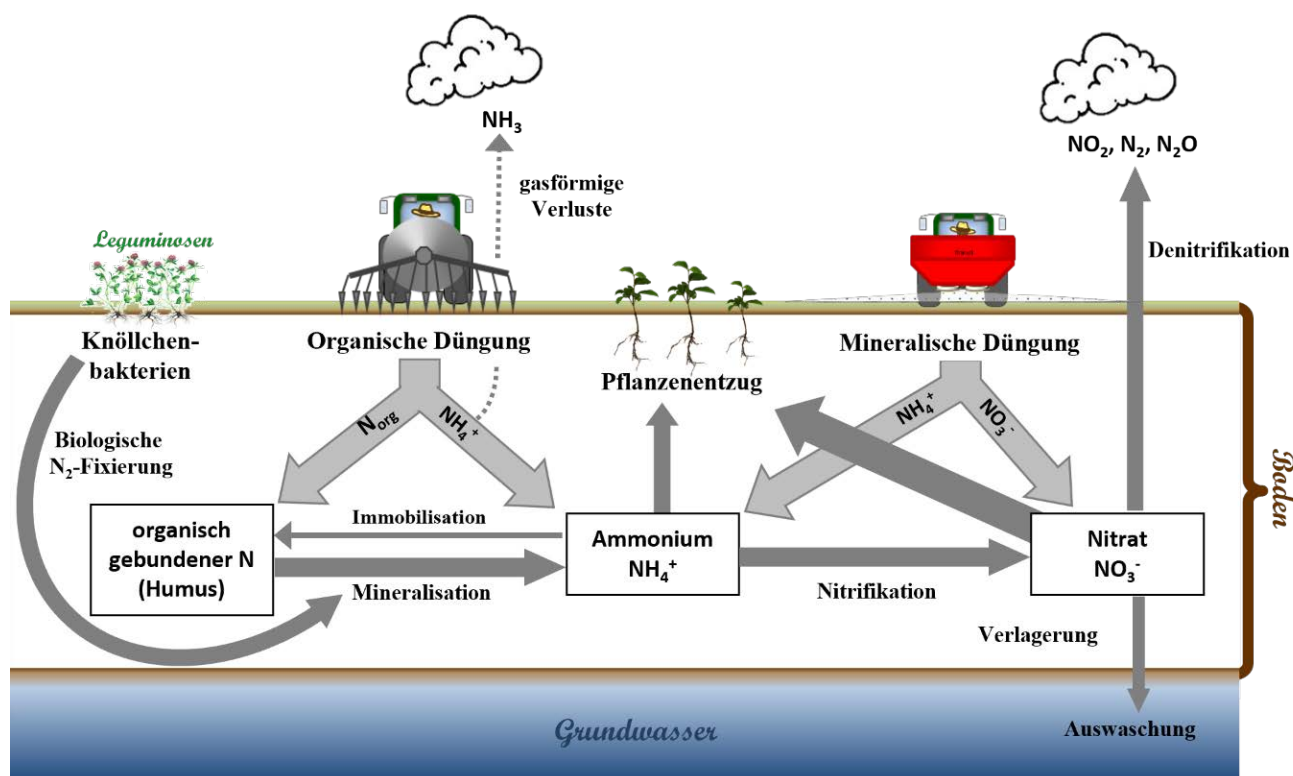 NH₃
NO₂, N₂, N₂O
gasförmige
Verluste
Leguminosen
Denitrifikation
Knöllchen-
bakterien
Organische Düngung
Pflanzenentzug
Mineralische Düngung
N_org
NH₄⁺
NH₄⁺
NO₃⁻
Biologische
N₂-Fixierung
Boden
organisch
gebundener N
(Humus)
Immobilisation
Mineralisation
Ammonium
NH₄⁺
Nitrifikation
Nitrat
NO₃⁻
Verlagerung
Grundwasser
Auswaschung